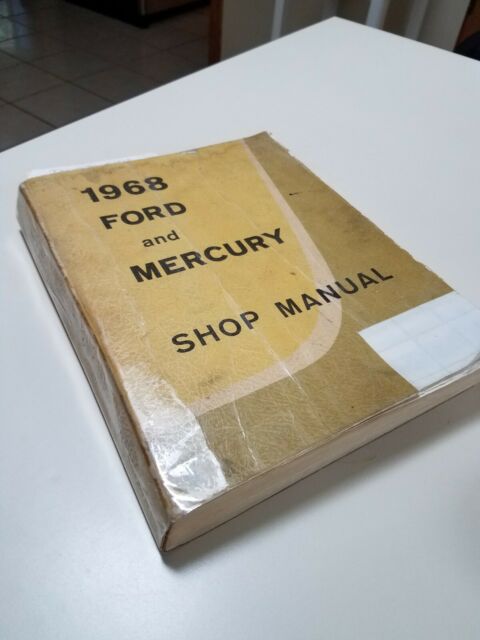 1968
FORD
and
MERCURY
SHOP MANUAL